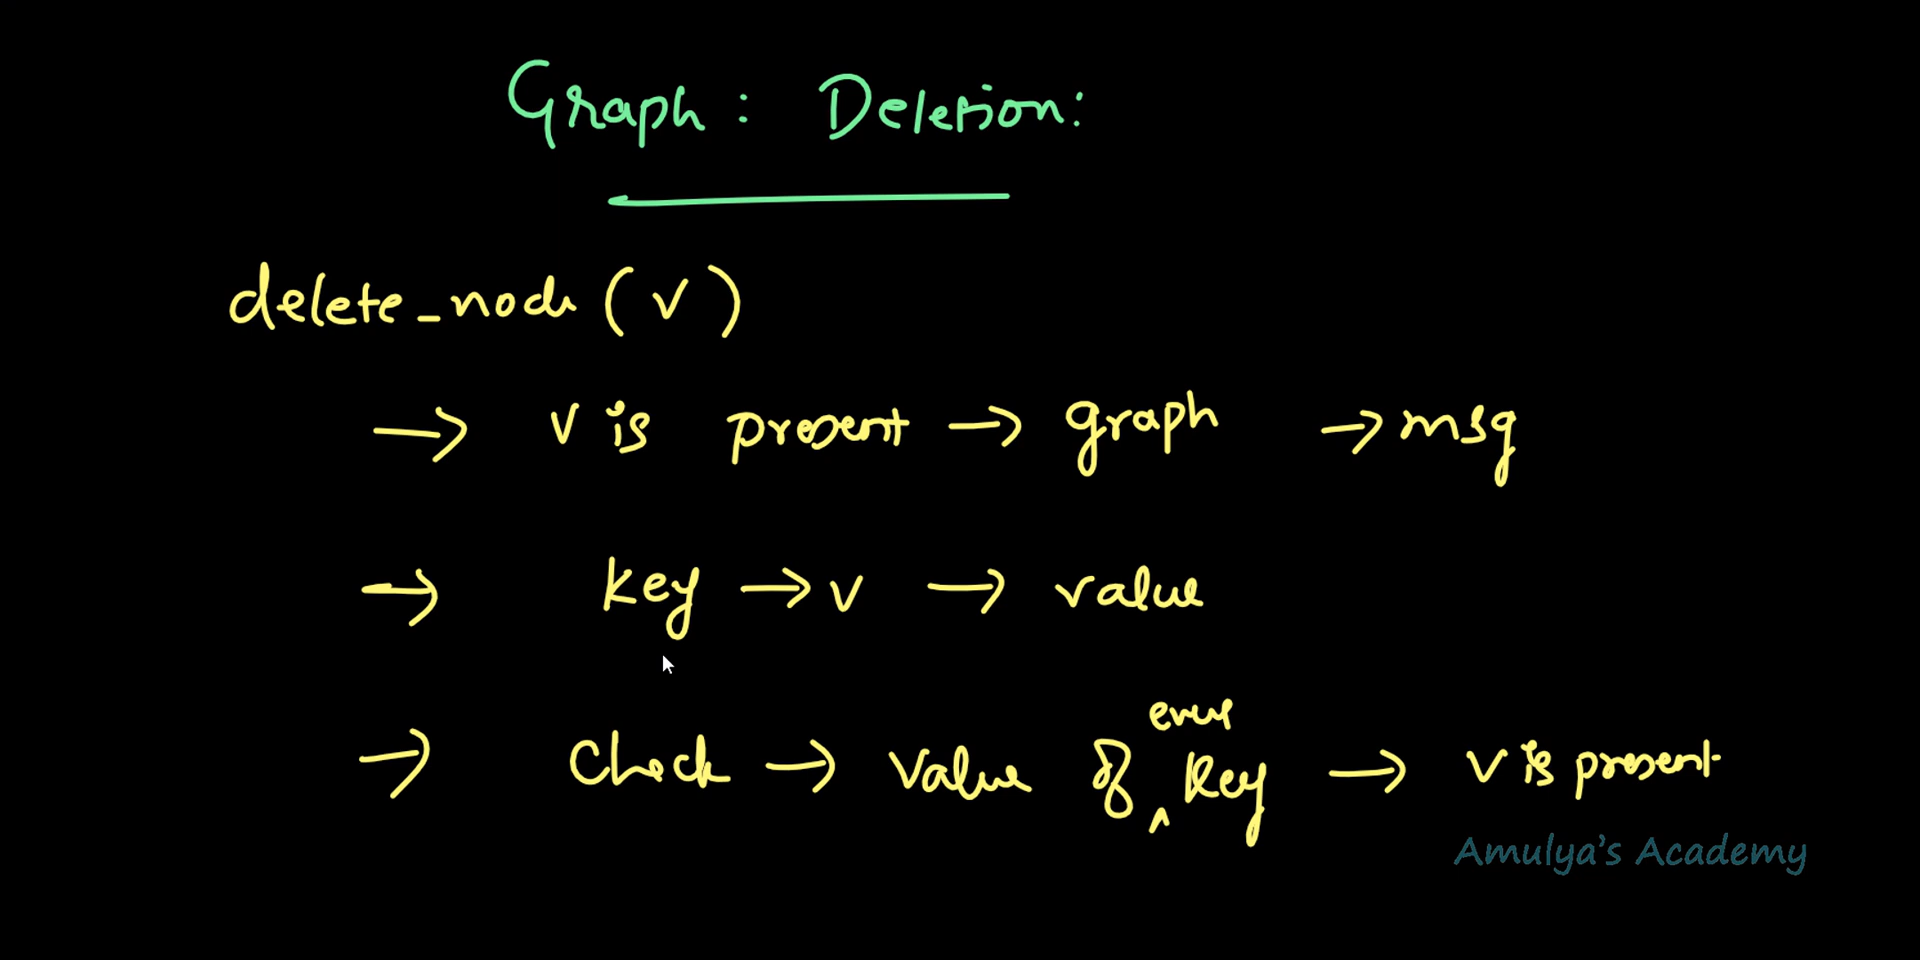 Graph: Deletion:
delete_node (v)
→ v is present → graph → msg
→ key → v → value
→ Check → Value of every key → v is present
Amulya's Academy